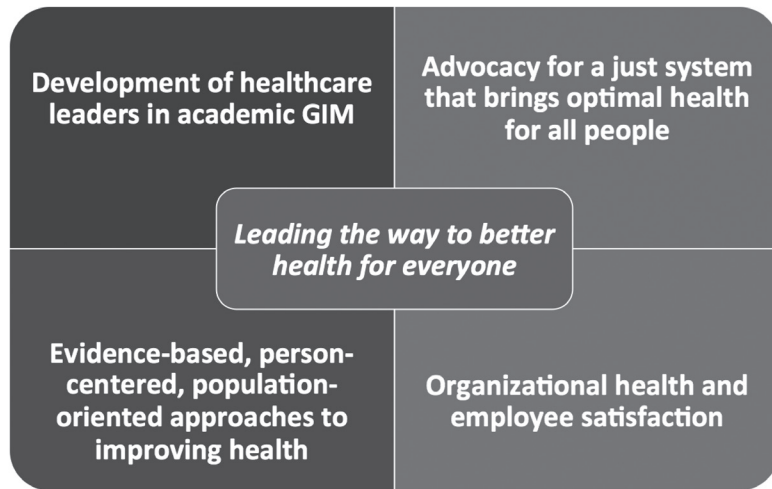 Development of healthcare
leaders in academic GIM
Advocacy for a just system
that brings optimal health
for all people
Leading the way to better
health for everyone
Evidence-based, person-
centered, population-
oriented approaches to
improving health
Organizational health and
employee satisfaction